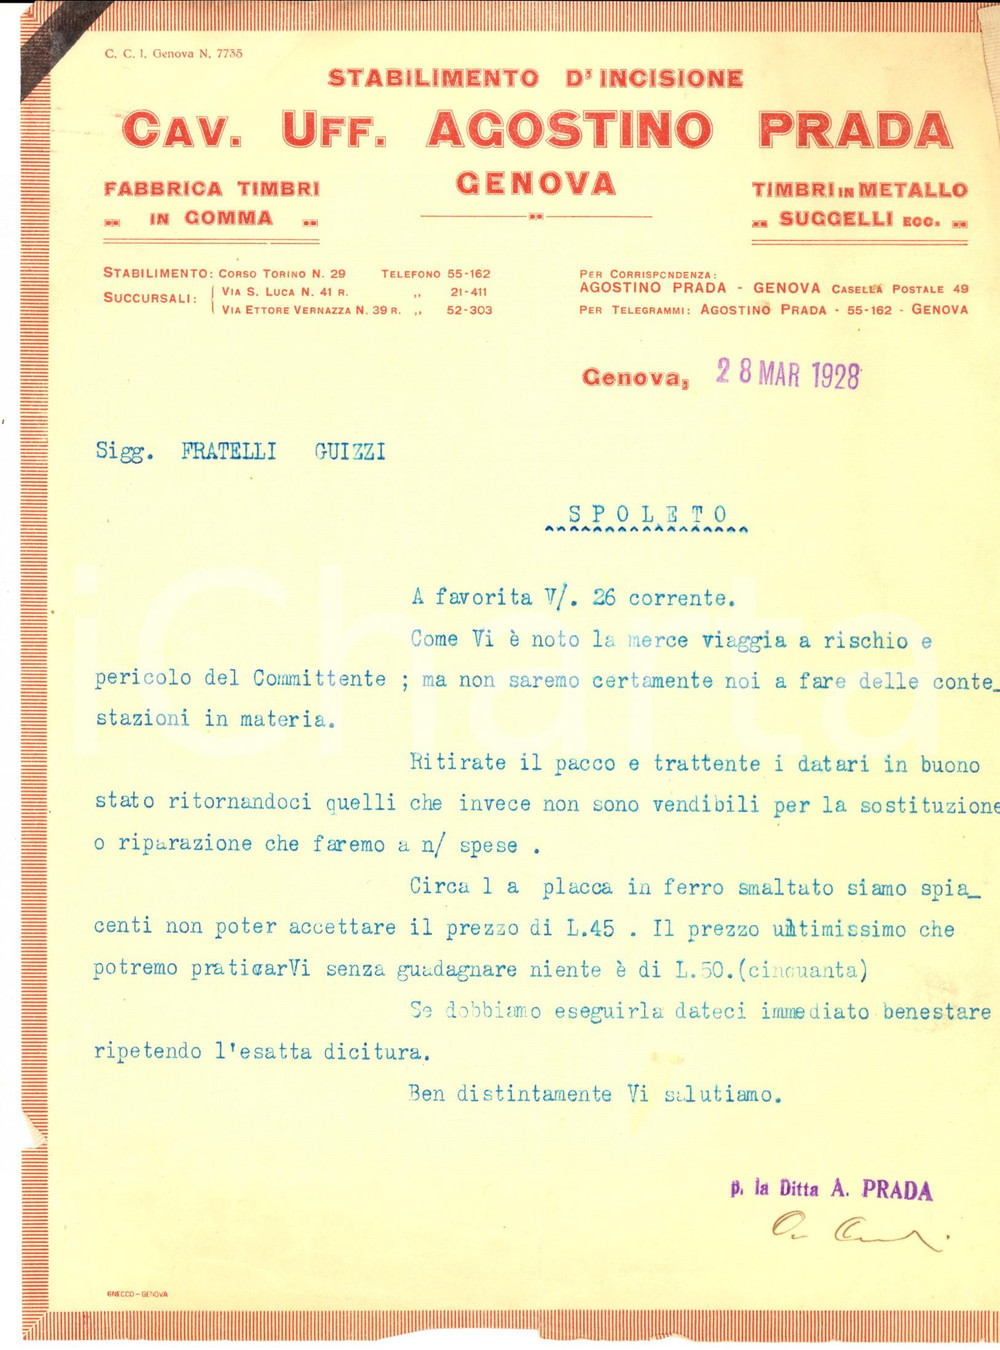 C. C. I. Genova N. 7735
STABILIMENTO D'INCISIONE
CAV. UFF. AGOSTINO PRADA
GENOVA
FABBRICA TIMBRI
IN GOMMA
TIMBRI IN METALLO
SUGGELLI ECC.
STABILIMENTO: CORSO TORINO N. 29 TELEFONO 55-162
SUCCURSALI: VIA S. LUCA N. 41 R. ,, 21-411
VIA ETTORE VERNAZZA N. 39 R. ,, 52-303
PER CORRISPONDENZA:
AGOSTINO PRADA - GENOVA CASELLA POSTALE 49
PER TELEGRAMMI: AGOSTINO PRADA - 55-162 - GENOVA
Genova, 28 MAR 1928
Sigg. FRATELLI GUIZZI
SPOLETO
A favorita V/. 26 corrente.
Come Vi è noto la merce viaggia a rischio e
pericolo del Committente ; ma non saremo certamente noi a fare delle conte_
stazioni in materia.
Ritirate il pacco e trattente i datari in buono
stato ritornandoci quelli che invece non sono vendibili per la sostituzione
o riparazione che faremo a n/ spese .
Circa 1 a placca in ferro smaltato siamo spia_
centi non poter accettare il prezzo di L.45 . Il prezzo ultimissimo che
potremo praticarVi senza guadagnare niente è di L.50.(cinquanta)
Se dobbiamo eseguirla dateci immediato benestare
ripetendo l'esatta dicitura.
Ben distintamente Vi salutiamo.
p. la Ditta A. PRADA
GNECCO - GENOVA
iCharta